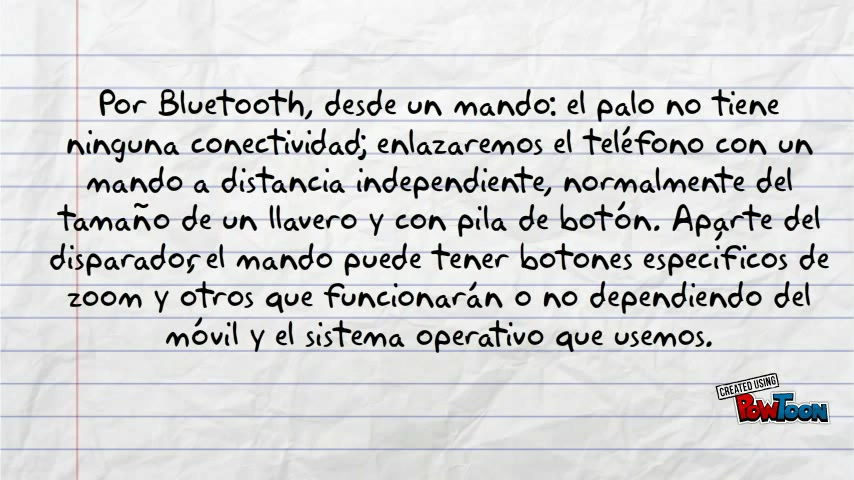 Por Bluetooth, desde un mando: el palo no tiene
ninguna conectividad; enlazaremos el teléfono con un
mando a distancia independiente, normalmente del
tamaño de un llavero y con pila de botón. Aparte del
disparador, el mando puede tener botones específicos de
zoom y otros que funcionarán o no dependiendo del
móvil y el sistema operativo que usemos.
CREATED USING
POWTOON